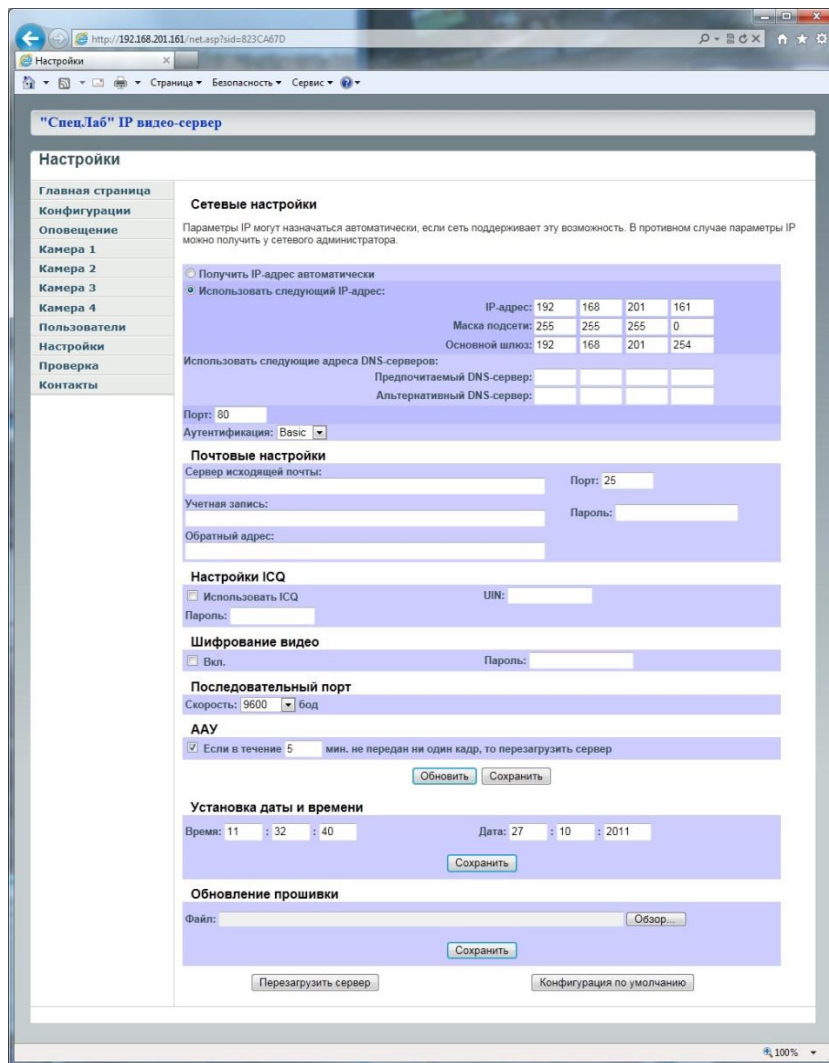 http://192.168.201.161/net.asp?sid=823CA67D
Настройки
Страница Безопасность Сервис
"СпецЛаб" IP видео-сервер
Настройки
Главная страница
Конфигурации
Оповещение
Камера 1
Камера 2
Камера 3
Камера 4
Пользователи
Настройки
Проверка
Контакты
Сетевые настройки
Параметры IP могут назначаться автоматически, если сеть поддерживает эту возможность. В противном случае параметры IP
можно получить у сетевого администратора.
Получить IP-адрес автоматически
Использовать следующий IP-адрес:
IP-адрес: 192 168 201 161
Маска подсети: 255 255 255 0
Основной шлюз: 192 168 201 254
Использовать следующие адреса DNS-серверов:
Предпочитаемый DNS-сервер:
Альтернативный DNS-сервер:
Порт: 80
Аутентификация: Basic
Почтовые настройки
Сервер исходящей почты:
Порт: 25
Учетная запись:
Пароль:
Обратный адрес:
Настройки ICQ
Использовать ICQ UIN:
Пароль:
Шифрование видео
Вкл. Пароль:
Последовательный порт
Скорость: 9600 бод
ААУ
Если в течение 5 мин. не передан ни один кадр, то перезагрузить сервер
Обновить Сохранить
Установка даты и времени
Время: 11 : 32 : 40 Дата: 27 : 10 : 2011
Сохранить
Обновление прошивки
Файл: Обзор...
Сохранить
Перезагрузить сервер Конфигурация по умолчанию
100%